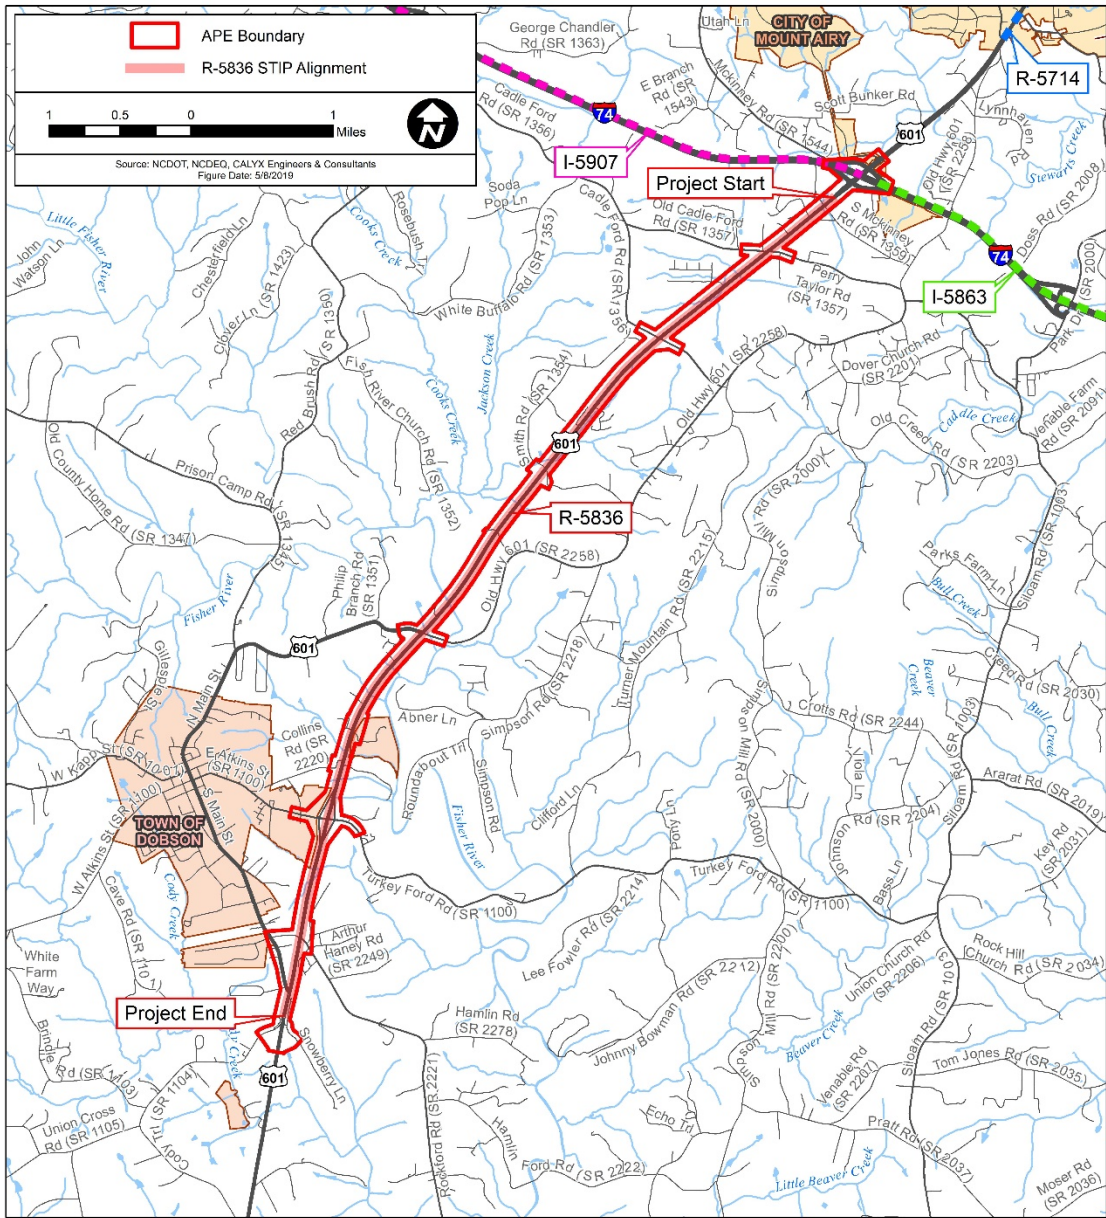 APE Boundary
R-5836 STIP Alignment
1 0.5 0 1
Miles
N
Source: NCDOT, NCDEQ, CALYX Engineers & Consultants
Figure Date: 5/8/2019
George Chandler
Rd (SR 1363)
Utah Ln
CITY OF
MOUNT AIRY
R-5714
E Branch
Rd (SR
1543)
Mckinney Rd (SR 1544)
Scott Bunker Rd
601
Lynnhaven
Rd
Stewarts Creek
Cadle Ford
Rd (SR 1356)
74
I-5907
Project Start
Old Hwy 601
(SR 2258)
Doss Rd (SR 2008)
Soda
Pop Ln
Old Cadle Ford
Rd (SR 1357)
S Mckinney
Rd (SR 1359)
74
I-5863
Park Dr
(SR 2000)
Little Fisher
River
John
Watson Ln
Chesterfield Ln
Cooks Creek
Rosebush Tr
White Buffalo Rd (SR 1353)
Cadle Ford Rd (SR 1356)
Perry
Taylor Rd
(SR 1357)
Clover Ln
(SR 1423)
Red Brush Rd (SR 1350)
Fish River Church Rd (SR 1352)
Cooks Creek
Jackson Creek
Smith Rd (SR 1354)
Old Hwy 601 (SR 2258)
Dover Church Rd
(SR 2201)
Caddle Creek
Venable Farm
Rd (SR 2091)
Old Creed Rd (SR 2203)
601
R-5836
Old County Home Rd (SR 1347)
Prison Camp Rd (SR 1345)
Simpson Mill Rd (SR 2000)
Siloam Rd (SR 1003)
Parks Farm Ln
Bull Creek
Fisher River
Philip
Branch Rd
(SR 1351)
Old Hwy 601 (SR 2258)
Turner Mountain Rd (SR 2215)
601
Simpson Rd (SR 2218)
Beaver
Creek
Creed Rd (SR 2030)
Bull Creek
Gillespie St
N Main St
Collins
Rd (SR
2220)
Abner Ln
Roundabout Trl
Simpson Rd
Clifford Ln
Simpson Mill Rd (SR 2000)
Crotts Rd (SR 2244)
Viola Ln
Siloam Rd (SR 1003)
Ararat Rd (SR 2019)
W Kapp St (SR 1001)
E Atkins St
(SR 1100)
S Main St
TOWN OF
DOBSON
W Atkins St (SR 1100)
Fisher River
Pony Ln
Johnson Rd (SR 2204)
Key Rd
(SR 2031)
Bass Ln
Cave Rd (SR 1101)
Cody Creek
Turkey Ford Rd (SR 1100)
Turkey Ford Rd (SR 1100)
White
Farm
Way
Arthur
Haney Rd
(SR 2249)
Lee Fowler Rd (SR 2214)
Union Church Rd
(SR 2206)
Rock Hill
Church Rd (SR 2034)
Project End
Hamlin Rd
(SR 2278)
Johnny Bowman Rd (SR 2212)
Simpson Mill Rd (SR 2200)
Beaver Creek
Siloam Rd (SR 1003)
Brindle Rd (SR 1103)
Cody Creek
Snowberry Ln
601
Venable Rd
(SR 2207)
Tom Jones Rd (SR 2035)
Union Cross
Rd (SR 1105)
Cody Trl (SR 1104)
Rockford Rd (SR 2221)
Hamlin
Ford Rd (SR 2222)
Echo Trl
Pratt Rd (SR 2037)
Little Beaver Creek
Moser Rd
(SR 2036)